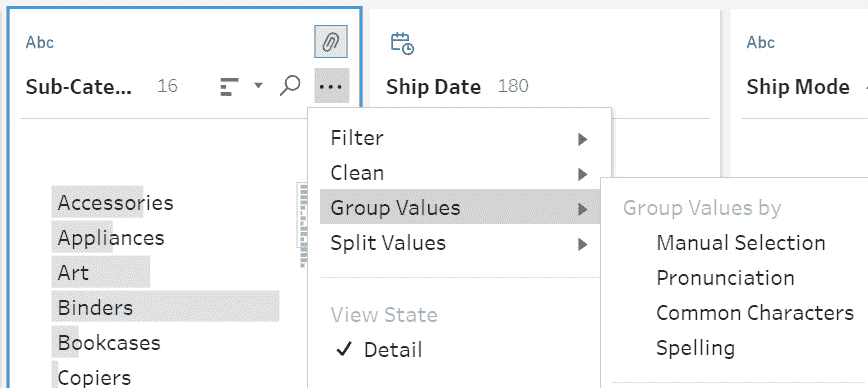 Abc
Abc
Sub-Cate... 16
Ship Date 180
Ship Mode
Filter
Clean
Group Values
Split Values
View State
✓ Detail
Group Values by
Manual Selection
Pronunciation
Common Characters
Spelling
Accessories
Appliances
Art
Binders
Bookcases
Copiers